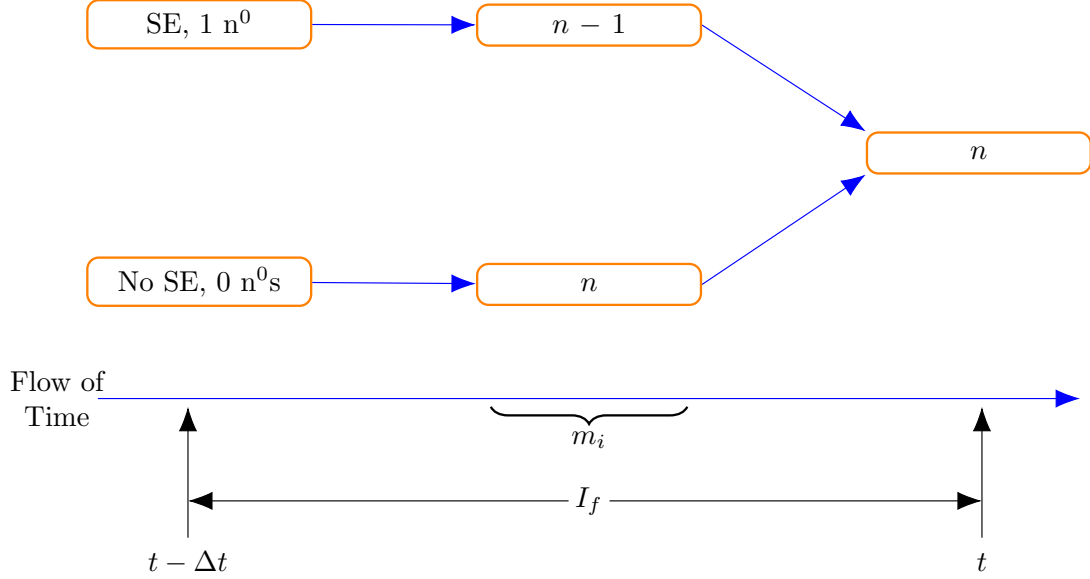 SE, 1 n⁰
n − 1
n
No SE, 0 n⁰s
n
Flow of
Time
m_i
I_f
t − Δt
t